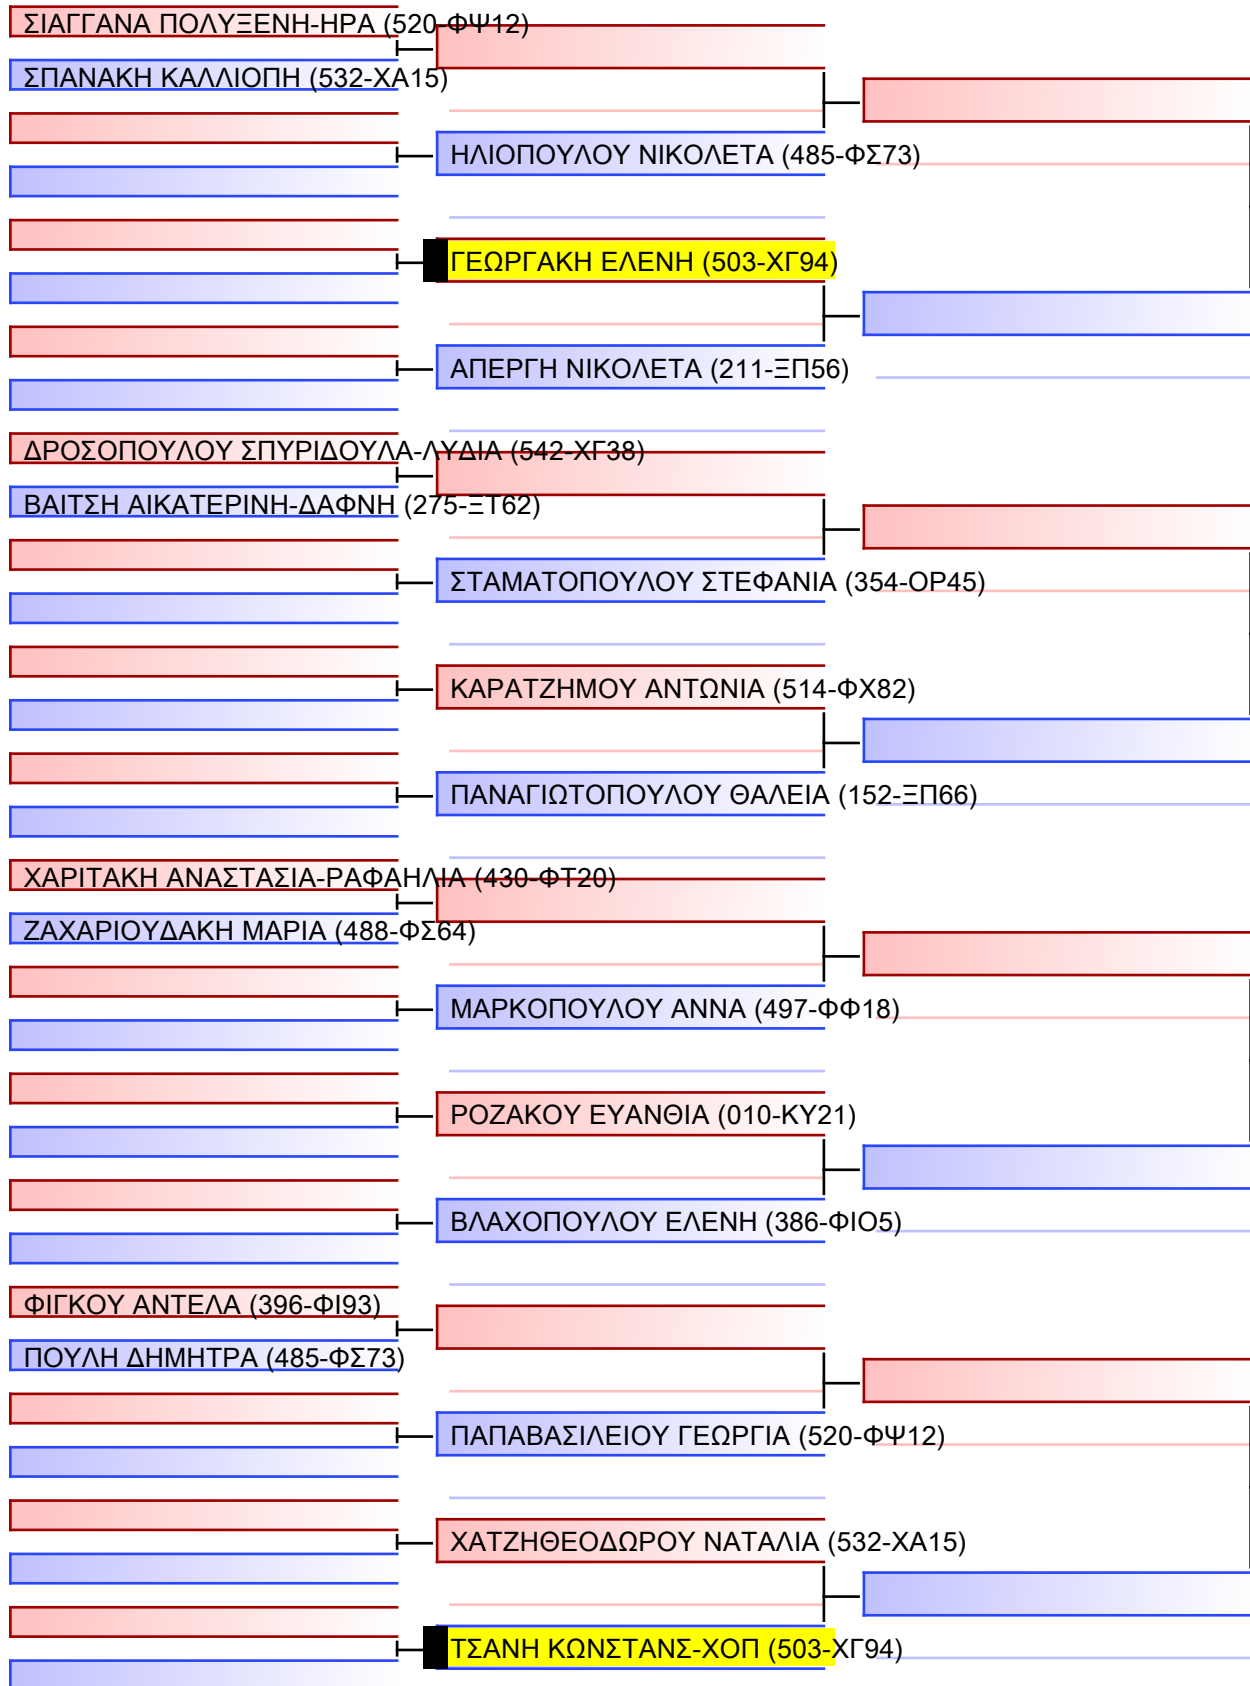 ΣΙΑΓΓΑΝΑ ΠΟΛΥΞΕΝΗ-ΗΡΑ (520-ΦΨ12)
ΣΠΑΝΑΚΗ ΚΑΛΛΙΟΠΗ (532-ΧΑ15)
ΗΛΙΟΠΟΥΛΟΥ ΝΙΚΟΛΕΤΑ (485-ΦΣ73)
ΓΕΩΡΓΑΚΗ ΕΛΕΝΗ (503-ΧΓ94)
ΑΠΕΡΓΗ ΝΙΚΟΛΕΤΑ (211-ΞΠ56)
ΔΡΟΣΟΠΟΥΛΟΥ ΣΠΥΡΙΔΟΥΛΑ-ΛΥΔΙΑ (542-ΧΓ38)
ΒΑΙΤΣΗ ΑΙΚΑΤΕΡΙΝΗ-ΔΑΦΝΗ (275-ΞΤ62)
ΣΤΑΜΑΤΟΠΟΥΛΟΥ ΣΤΕΦΑΝΙΑ (354-ΟΡ45)
ΚΑΡΑΤΖΗΜΟΥ ΑΝΤΩΝΙΑ (514-ΦΧ82)
ΠΑΝΑΓΙΩΤΟΠΟΥΛΟΥ ΘΑΛΕΙΑ (152-ΞΠ66)
ΧΑΡΙΤΑΚΗ ΑΝΑΣΤΑΣΙΑ-ΡΑΦΑΗΛΙΑ (430-ΦΤ20)
ΖΑΧΑΡΙΟΥΔΑΚΗ ΜΑΡΙΑ (488-ΦΣ64)
ΜΑΡΚΟΠΟΥΛΟΥ ΑΝΝΑ (497-ΦΦ18)
ΡΟΖΑΚΟΥ ΕΥΑΝΘΙΑ (010-ΚΥ21)
ΒΛΑΧΟΠΟΥΛΟΥ ΕΛΕΝΗ (386-ΦΙΟ5)
ΦΙΓΚΟΥ ΑΝΤΕΛΑ (396-ΦΙ93)
ΠΟΥΛΗ ΔΗΜΗΤΡΑ (485-ΦΣ73)
ΠΑΠΑΒΑΣΙΛΕΙΟΥ ΓΕΩΡΓΙΑ (520-ΦΨ12)
ΧΑΤΖΗΘΕΟΔΩΡΟΥ ΝΑΤΑΛΙΑ (532-ΧΑ15)
ΤΣΑΝΗ ΚΩΝΣΤΑΝΣ-ΧΟΠ (503-ΧΓ94)